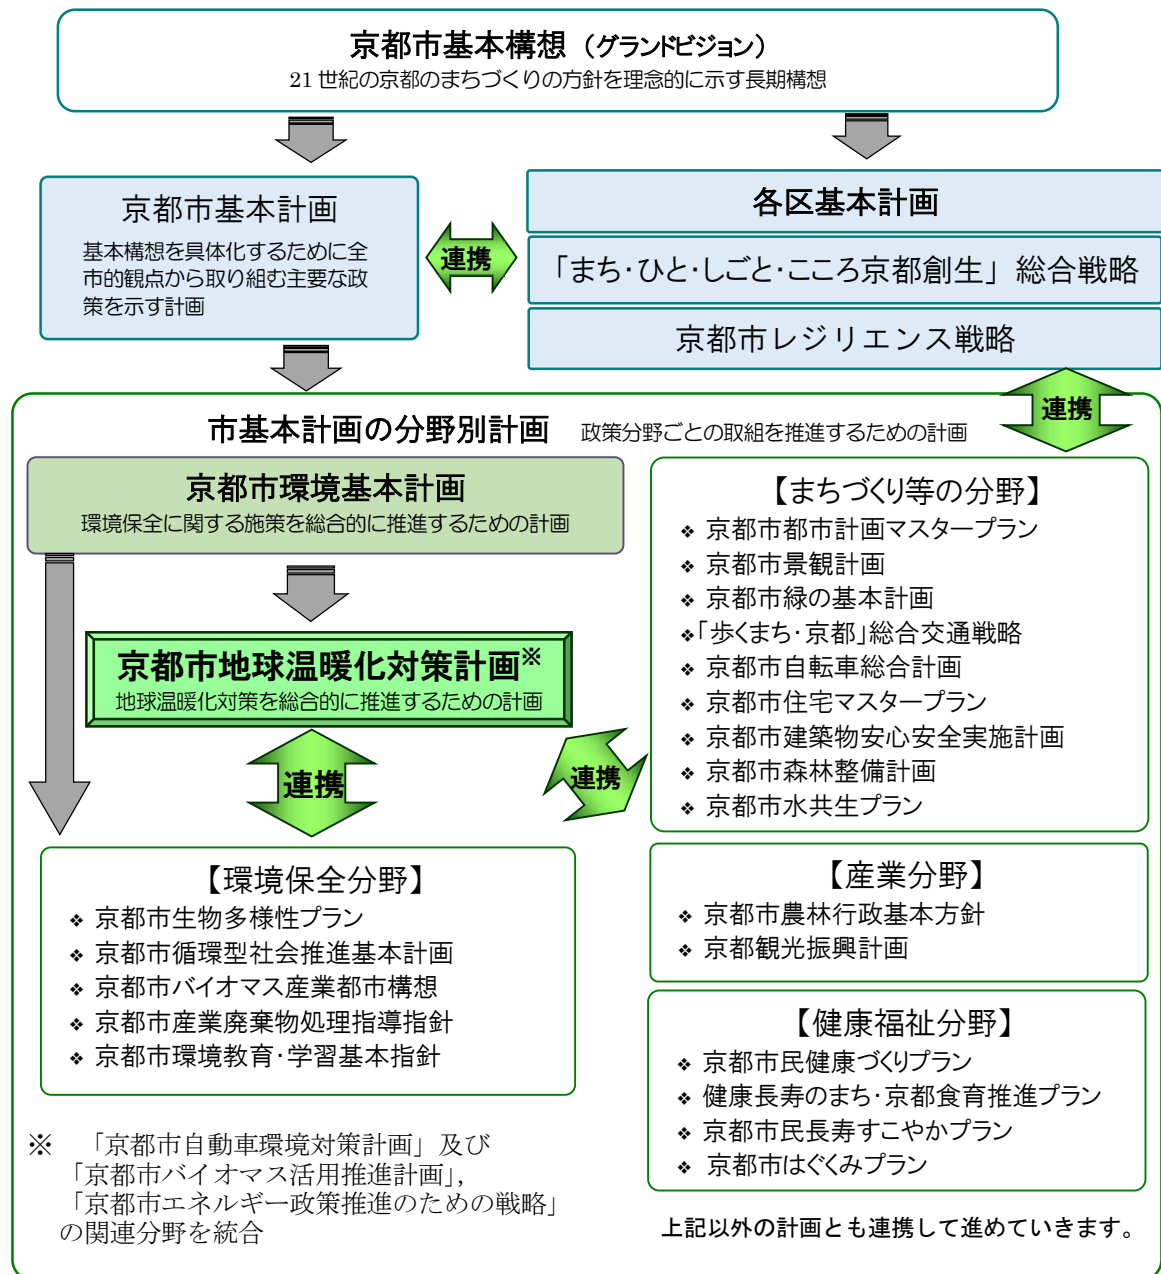 京都市基本構想 （グランドビジョン）
21 世紀の京都のまちづくりの方針を理念的に示す長期構想
京都市基本計画
基本構想を具体化するために全
市的観点から取り組む主要な政
策を示す計画
連携
各区基本計画
「まち･ひと･しごと･こころ京都創生」総合戦略
京都市レジリエンス戦略
連携
市基本計画の分野別計画 政策分野ごとの取組を推進するための計画
京都市環境基本計画
環境保全に関する施策を総合的に推進するための計画
京都市地球温暖化対策計画※
地球温暖化対策を総合的に推進するための計画
連携
連携
【環境保全分野】
❖ 京都市生物多様性プラン
❖ 京都市循環型社会推進基本計画
❖ 京都市バイオマス産業都市構想
❖ 京都市産業廃棄物処理指導指針
❖ 京都市環境教育･学習基本指針
※ 「京都市自動車環境対策計画」及び
「京都市バイオマス活用推進計画」，
「京都市エネルギー政策推進のための戦略」
の関連分野を統合
【まちづくり等の分野】
❖ 京都市都市計画マスタープラン
❖ 京都市景観計画
❖ 京都市緑の基本計画
❖「歩くまち･京都」総合交通戦略
❖ 京都市自転車総合計画
❖ 京都市住宅マスタープラン
❖ 京都市建築物安心安全実施計画
❖ 京都市森林整備計画
❖ 京都市水共生プラン
【産業分野】
❖ 京都市農林行政基本方針
❖ 京都観光振興計画
【健康福祉分野】
❖ 京都市民健康づくりプラン
❖ 健康長寿のまち･京都食育推進プラン
❖ 京都市民長寿すこやかプラン
❖ 京都市はぐくみプラン
上記以外の計画とも連携して進めていきます。